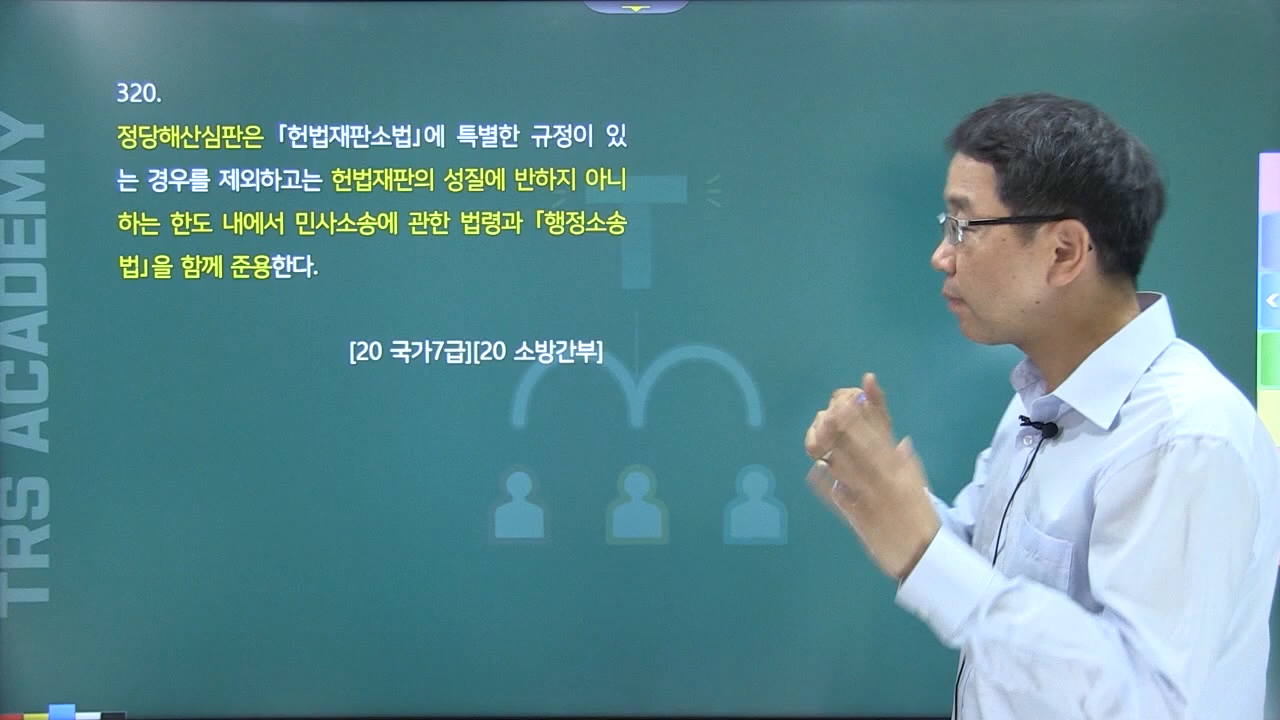 320.
정당해산심판은 「헌법재판소법」에 특별한 규정이 있
는 경우를 제외하고는 헌법재판의 성질에 반하지 아니
하는 한도 내에서 민사소송에 관한 법령과 「행정소송
법」을 함께 준용한다.
[20 국가7급][20 소방간부]
TRS ACADEMY